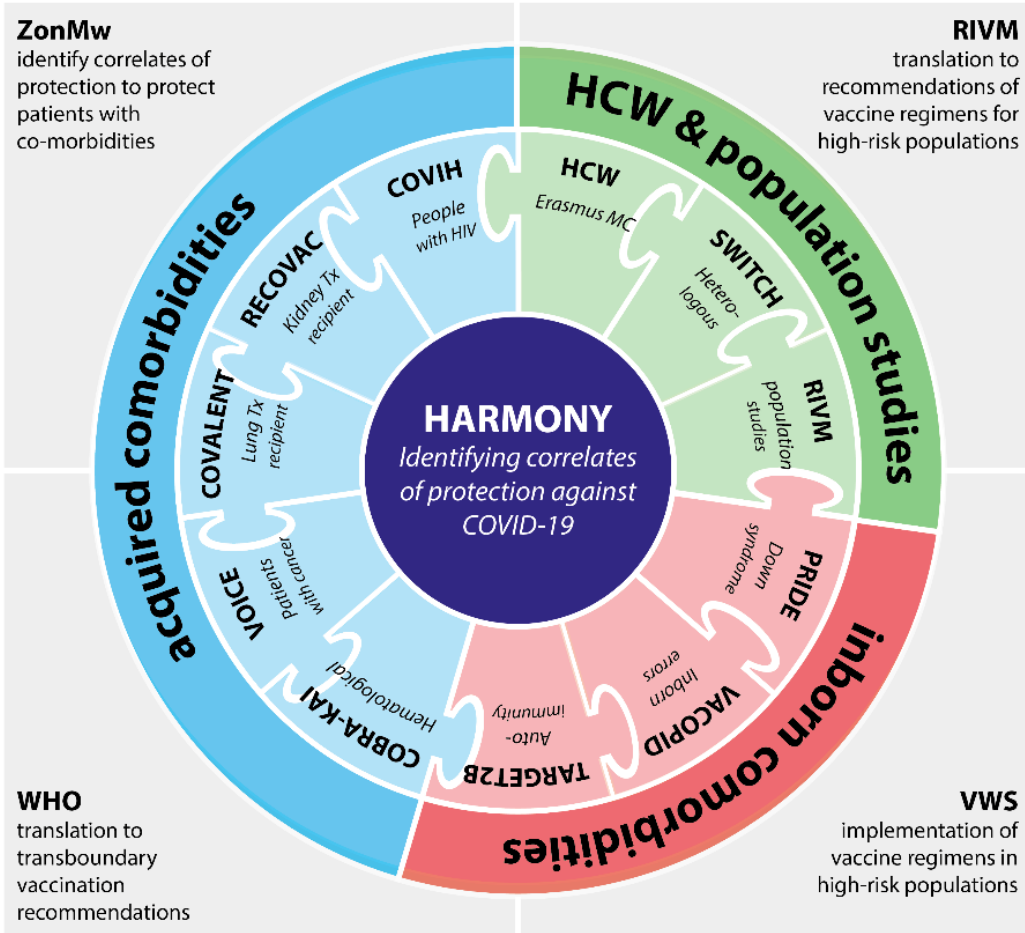 ZonMw
identify correlates of
protection to protect
patients with
co-morbidities
RIVM
translation to
recommendations of
vaccine regimens for
high-risk populations
HCW & population studies
HCW
Erasmus MC
SWITCH
Hetero-
logous
RIVM
population
studies
inborn comorbidities
PRIDE
Down
syndrome
VACOPID
Inborn
errors
TARGET2B
Auto-
immunity
acquired comorbidities
COBRA-KAI
Hematological
VOICE
Patients
with cancer
COVALENT
Lung Tx
recipient
RECOVAC
Kidney Tx
recipient
COVIH
People
with HIV
HARMONY
Identifying correlates
of protection against
COVID-19
WHO
translation to
transboundary
vaccination
recommendations
VWS
implementation of
vaccine regimens in
high-risk populations